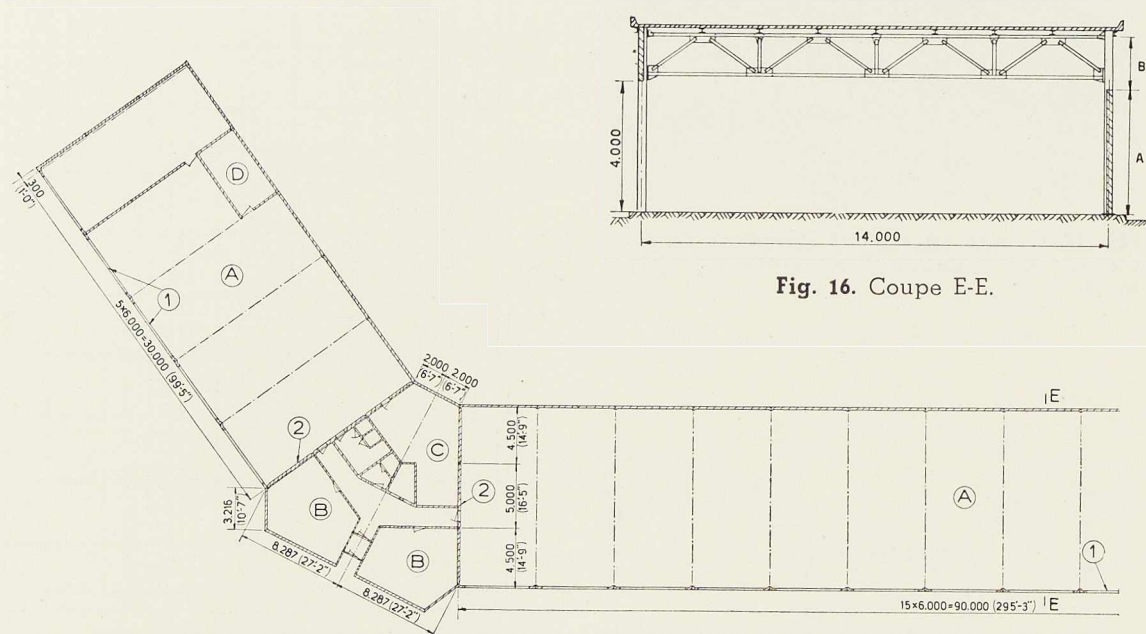 B
A
4.000
14.000
Fig. 16. Coupe E-E.
300
(1'-0")
D
A
1
5×6.000=30.000 (99'-5")
2.000 2.000
(6'-7") (6'-7")
2
C
4.500
(14'-9")
5.000
(16'-5")
4.500
(14'-9")
2
B
B
3.216
(10'-7")
8.287 (27'-2")
8.287 (27'-2")
E
A
1
15×6.000=90.000 (295'-3")
E